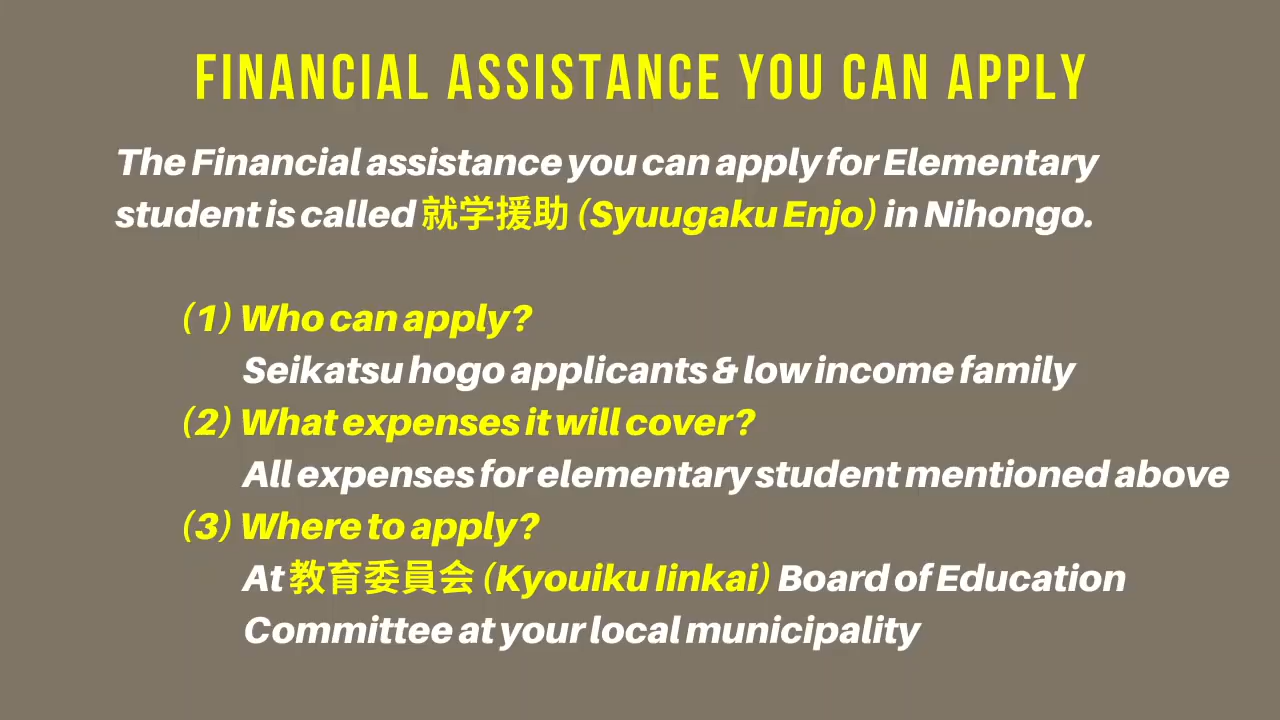 FINANCIAL ASSISTANCE YOU CAN APPLY
The Financial assistance you can apply for Elementary
student is called 就学援助 (Syuugaku Enjo) in Nihongo.
(1) Who can apply?
Seikatsu hogo applicants & low income family
(2) What expenses it will cover?
All expenses for elementary student mentioned above
(3) Where to apply?
At 教育委員会 (Kyouiku Iinkai) Board of Education
Committee at your local municipality